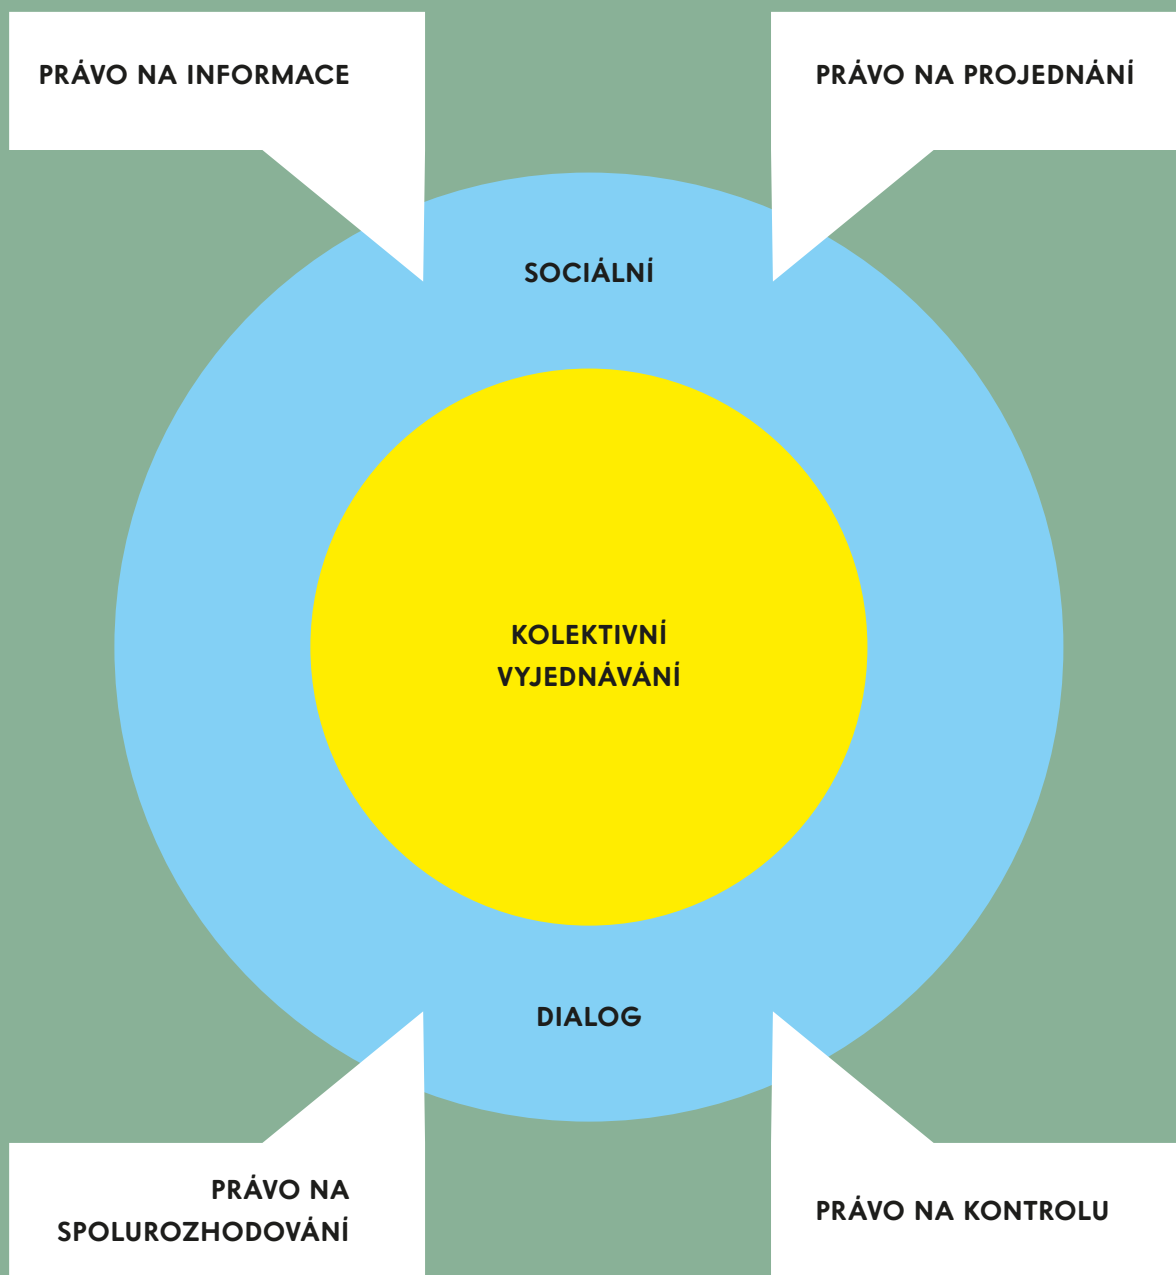 PRÁVO NA INFORMACE
PRÁVO NA PROJEDNÁNÍ
SOCIÁLNÍ
KOLEKTIVNÍ
VYJEDNÁVÁNÍ
DIALOG
PRÁVO NA
SPOLUROZHODOVÁNÍ
PRÁVO NA KONTROLU